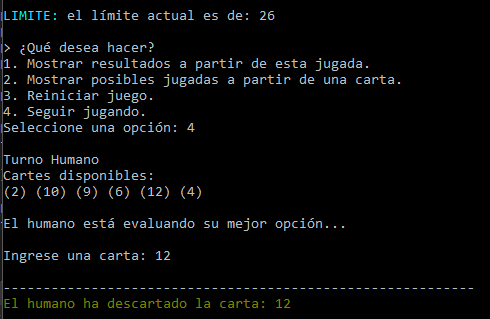 LIMITE: el límite actual es de: 26
> ¿Qué desea hacer?
1. Mostrar resultados a partir de esta jugada.
2. Mostrar posibles jugadas a partir de una carta.
3. Reiniciar juego.
4. Seguir jugando.
Seleccione una opción: 4
Turno Humano
Cartes disponibles:
(2) (10) (9) (6) (12) (4)
El humano está evaluando su mejor opción...
Ingrese una carta: 12
------------------------------------------------------------
El humano ha descartado la carta: 12